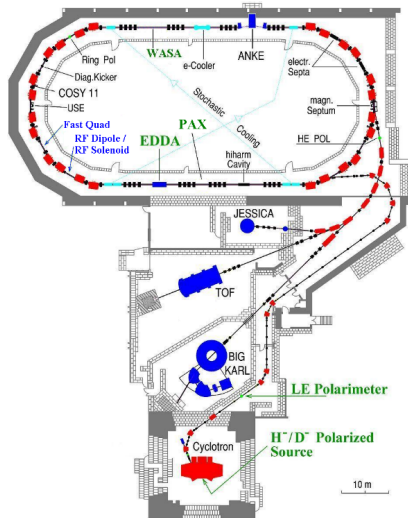 WASA
e-Cooler
ANKE
Ring Pol
electr.
Septa
Diag.Kicker
COSY 11
USE
Stochastic
Cooling
magn.
Septum
Fast Quad
RF Dipole /
RF Solenoid
PAX
HE POL
EDDA
hiharm
Cavity
JESSICA
TOF
BIG
KARL
LE Polarimeter
Cyclotron
H⁻/D⁻ Polarized
Source
10 m